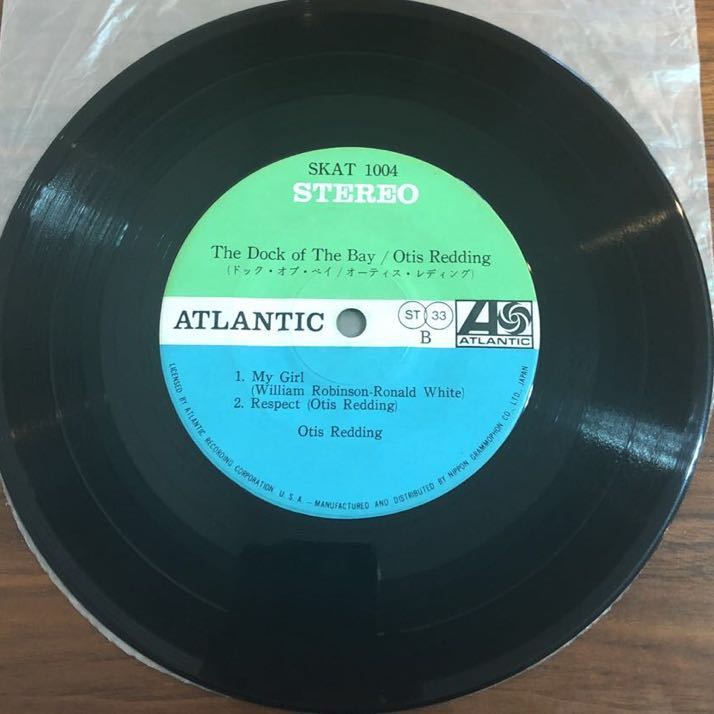 SKAT 1004
STEREO
The Dock of The Bay / Otis Redding
(ドック・オブ・ベイ / オーティス・レディング)
ATLANTIC
ST 33
B
A
ATLANTIC
1. My Girl
(William Robinson-Ronald White)
2. Respect (Otis Redding)
Otis Redding
LICENSED BY ATLANTIC RECORDING CORPORATION U.S.A.—MANUFACTURED AND DISTRIBUTED BY NIPPON GRAMMOPHON CO., LTD., JAPAN